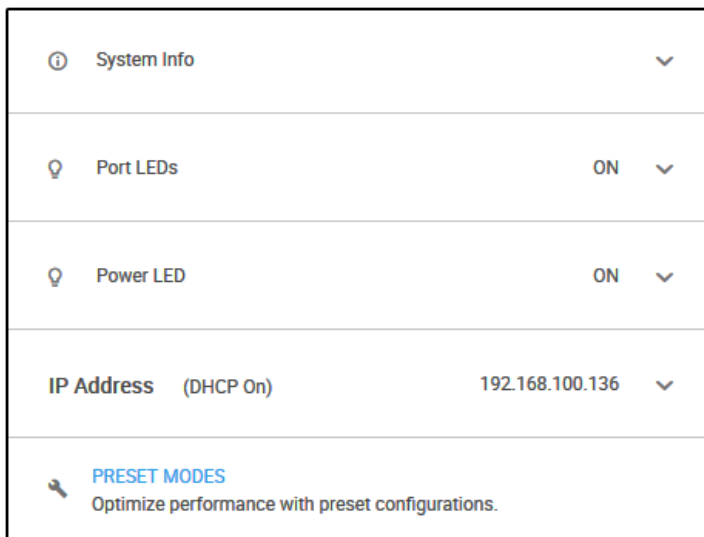 System Info
Port LEDs ON
Power LED ON
IP Address (DHCP On) 192.168.100.136
PRESET MODES
Optimize performance with preset configurations.